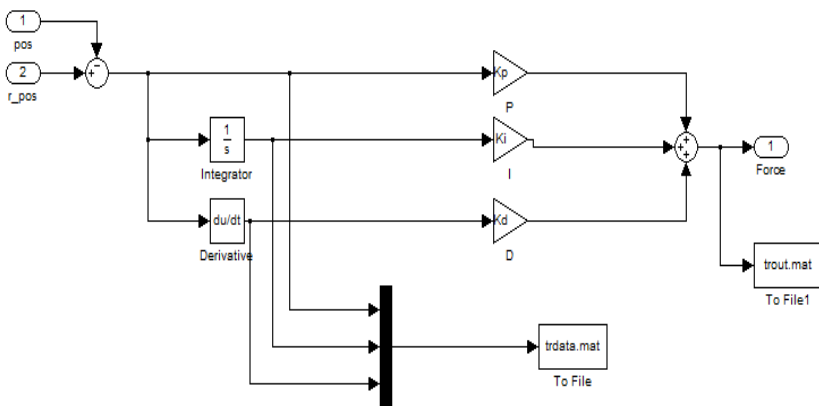 1
pos
2
r_pos
−
+
Kp
P
1
s
Integrator
Ki
I
+
+
+
1
Force
du/dt
Derivative
Kd
D
trout.mat
To File1
trdata.mat
To File